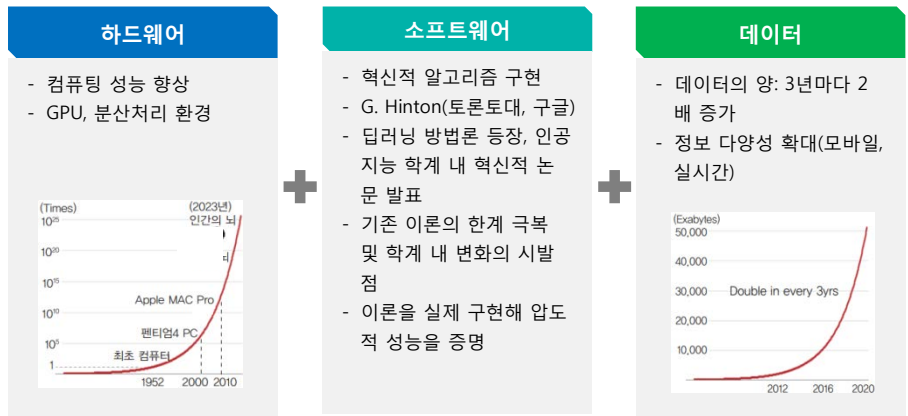 하드웨어
- 컴퓨팅 성능 향상
- GPU, 분산처리 환경
(Times)
10²⁵
10²⁰
10¹⁵
10¹⁰
10⁵
1
(2023년)
인간의 뇌
Apple MAC Pro
펜티엄4 PC
최초 컴퓨터
1952 2000 2010
소프트웨어
- 혁신적 알고리즘 구현
- G. Hinton(토론토대, 구글)
- 딥러닝 방법론 등장, 인공
지능 학계 내 혁신적 논
문 발표
- 기존 이론의 한계 극복
및 학계 내 변화의 시발
점
- 이론을 실제 구현해 압도
적 성능을 증명
데이터
- 데이터의 양: 3년마다 2
배 증가
- 정보 다양성 확대(모바일,
실시간)
(Exabytes)
50,000
40,000
30,000
20,000
10,000
Double in every 3yrs
2012 2016 2020